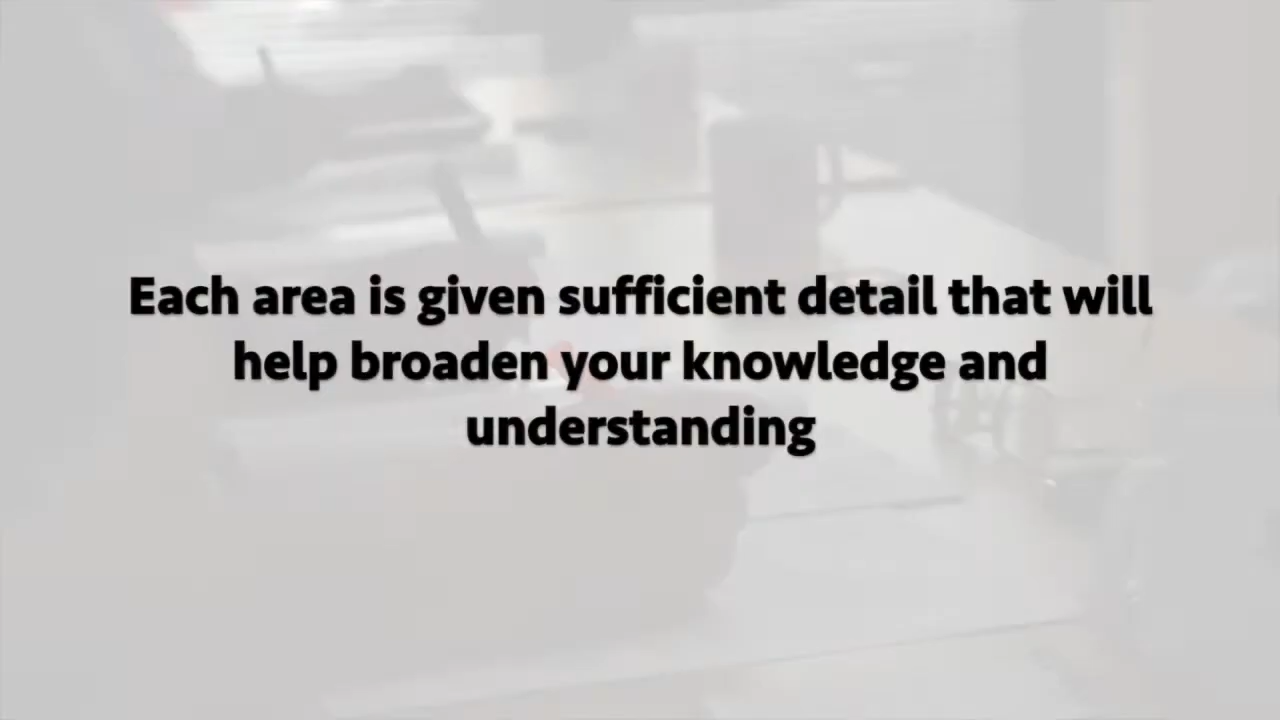 Each area is given sufficient detail that will
help broaden your knowledge and
understanding